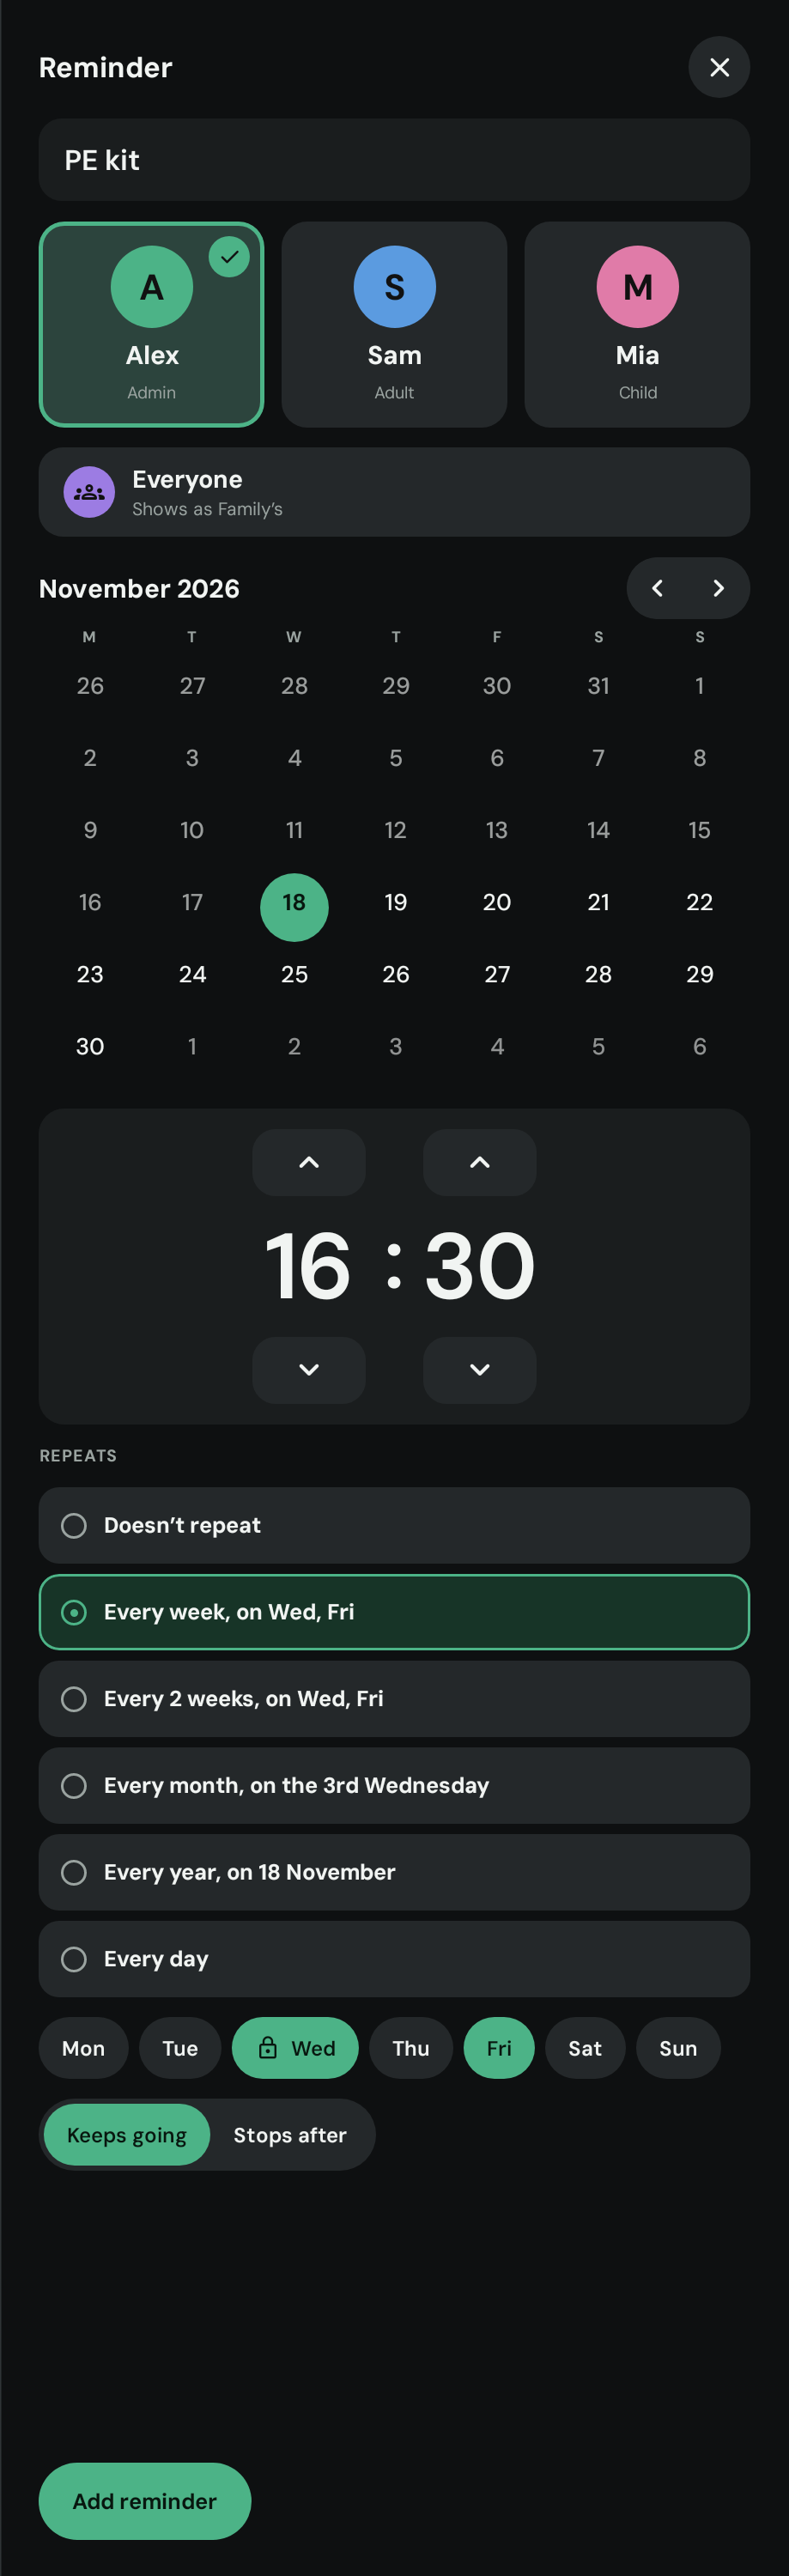 Reminder
PE kit
A
Alex
Admin
S
Sam
Adult
M
Mia
Child
Everyone
Shows as Family’s
November 2026
M T W T F S S
26 27 28 29 30 31 1
2 3 4 5 6 7 8
9 10 11 12 13 14 15
16 17 18 19 20 21 22
23 24 25 26 27 28 29
30 1 2 3 4 5 6
16 : 30
REPEATS
Doesn’t repeat
Every week, on Wed, Fri
Every 2 weeks, on Wed, Fri
Every month, on the 3rd Wednesday
Every year, on 18 November
Every day
Mon Tue Wed Thu Fri Sat Sun
Keeps going Stops after
Add reminder